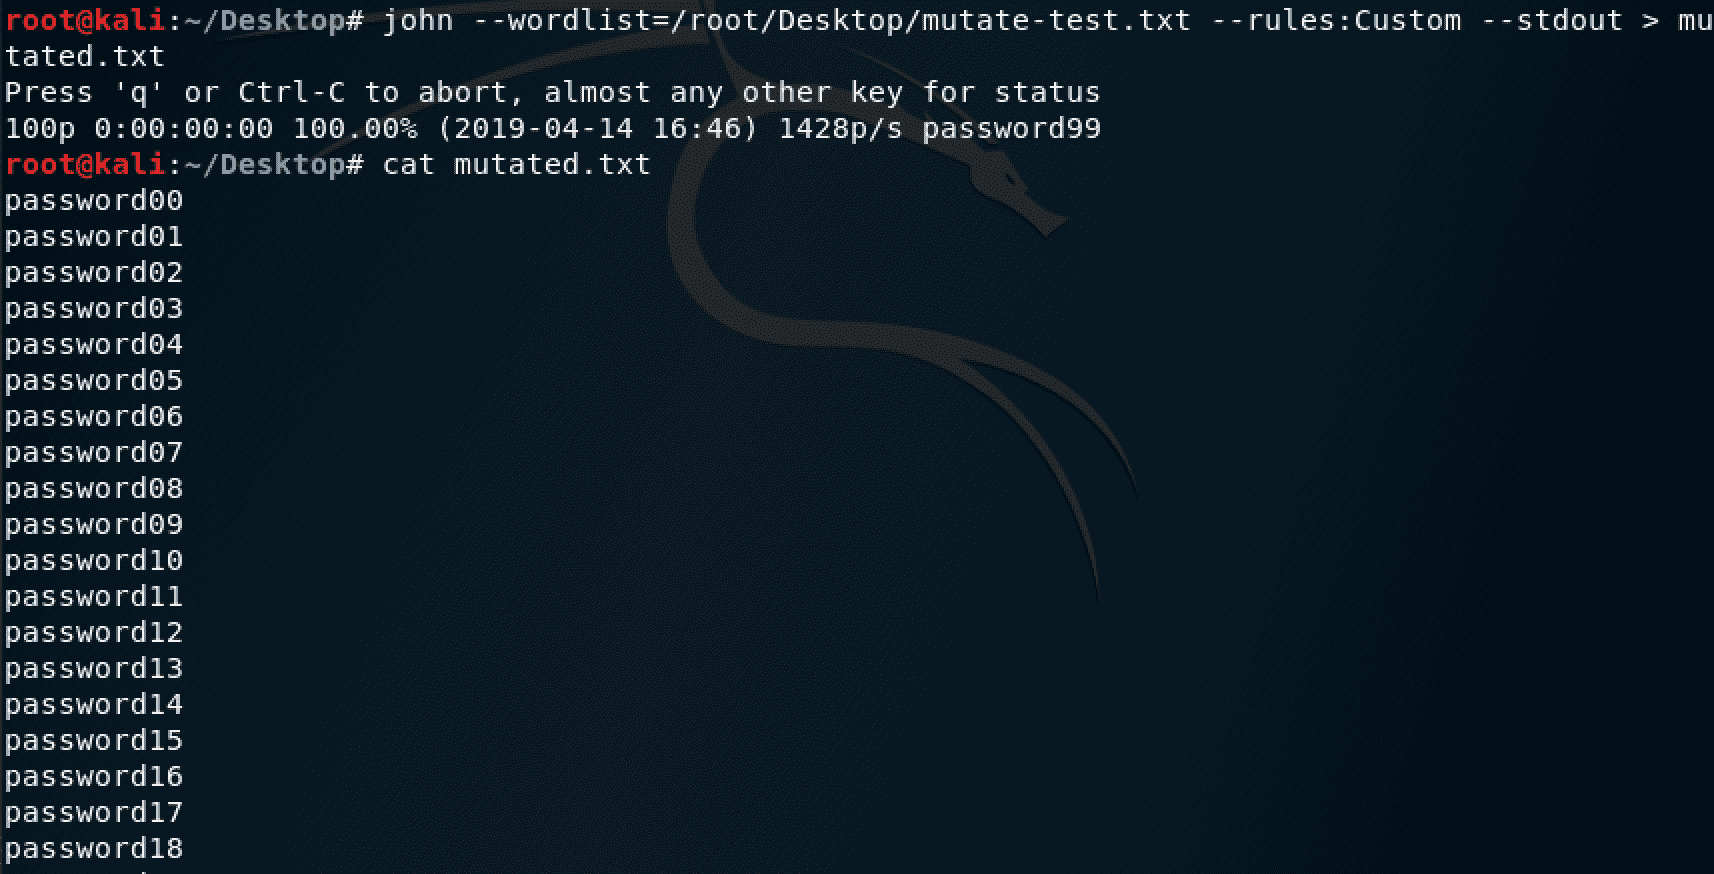 root@kali:~/Desktop# john --wordlist=/root/Desktop/mutate-test.txt --rules:Custom --stdout > mu
tated.txt
Press 'q' or Ctrl-C to abort, almost any other key for status
100p 0:00:00:00 100.00% (2019-04-14 16:46) 1428p/s password99
root@kali:~/Desktop# cat mutated.txt
password00
password01
password02
password03
password04
password05
password06
password07
password08
password09
password10
password11
password12
password13
password14
password15
password16
password17
password18